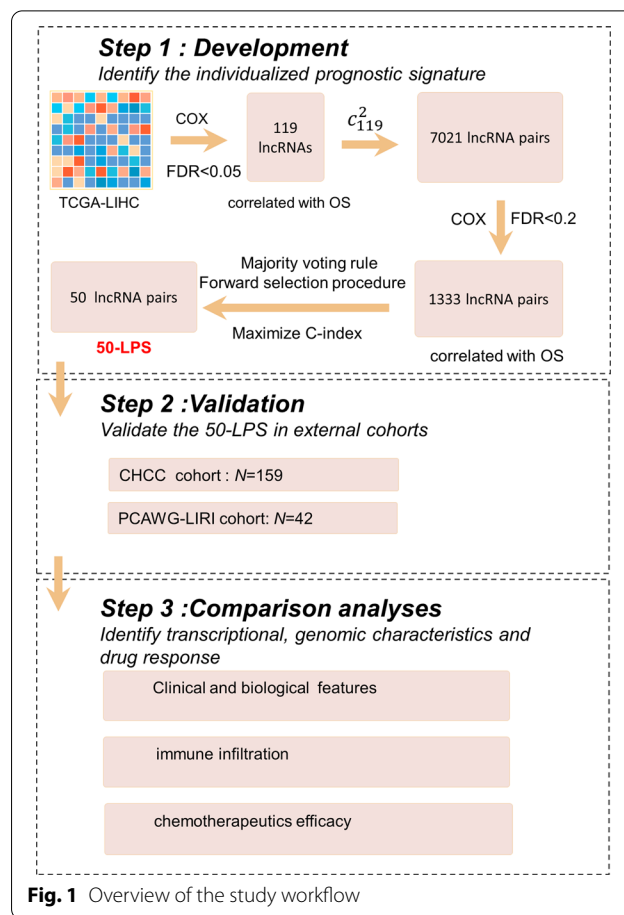 Step 1 : Development
Identify the individualized prognostic signature
TCGA-LIHC
COX
FDR<0.05
119
lncRNAs
correlated with OS
c²₁₁₉
7021 lncRNA pairs
COX FDR<0.2
1333 lncRNA pairs
correlated with OS
Majority voting rule
Forward selection procedure
Maximize C-index
50 lncRNA pairs
50-LPS
Step 2 :Validation
Validate the 50-LPS in external cohorts
CHCC cohort : N=159
PCAWG-LIRI cohort: N=42
Step 3 :Comparison analyses
Identify transcriptional, genomic characteristics and
drug response
Clinical and biological features
immune infiltration
chemotherapeutics efficacy
Fig. 1 Overview of the study workflow